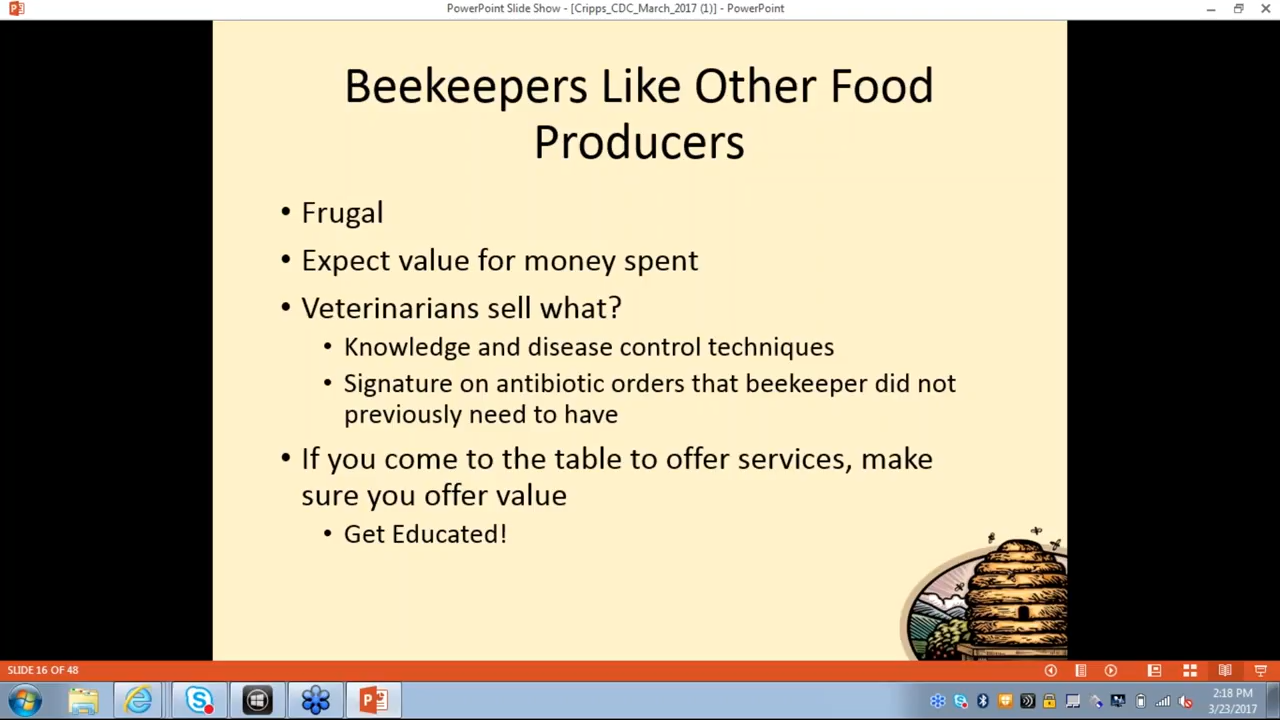 PowerPoint Slide Show - [Cripps_CDC_March_2017 (1)] - PowerPoint
Beekeepers Like Other Food
Producers
• Frugal
• Expect value for money spent
• Veterinarians sell what?
• Knowledge and disease control techniques
• Signature on antibiotic orders that beekeeper did not
previously need to have
• If you come to the table to offer services, make
sure you offer value
• Get Educated!
SLIDE 16 OF 48
2:18 PM
3/23/2017